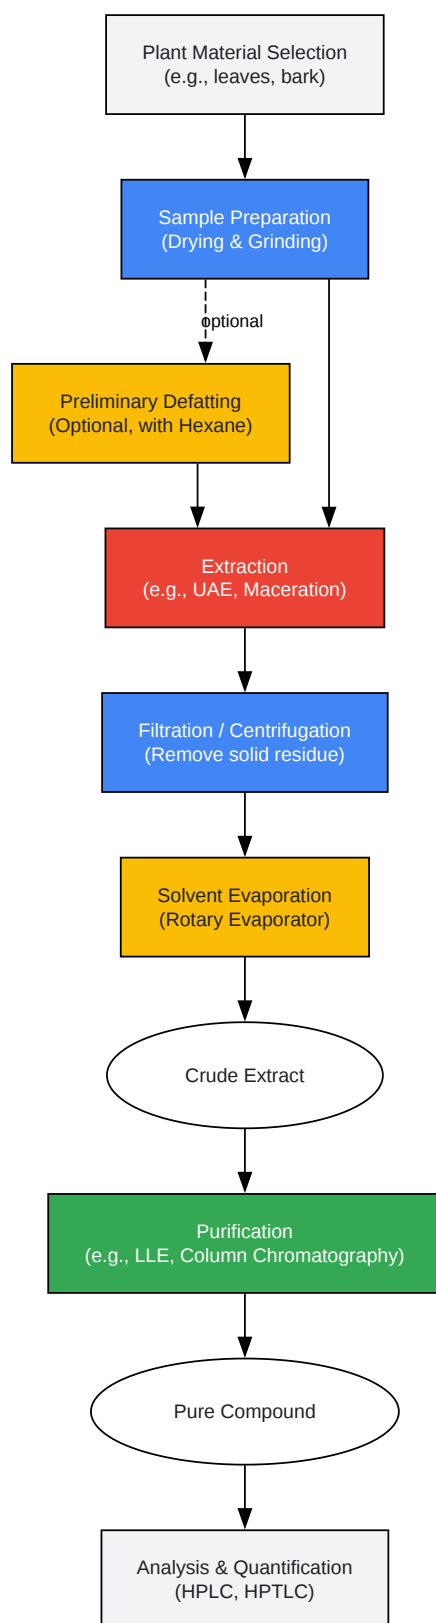 Plant Material Selection
(e.g., leaves, bark)
Sample Preparation
(Drying & Grinding)
optional
Preliminary Defatting
(Optional, with Hexane)
Extraction
(e.g., UAE, Maceration)
Filtration / Centrifugation
(Remove solid residue)
Solvent Evaporation
(Rotary Evaporator)
Crude Extract
Purification
(e.g., LLE, Column Chromatography)
Pure Compound
Analysis & Quantification
(HPLC, HPTLC)